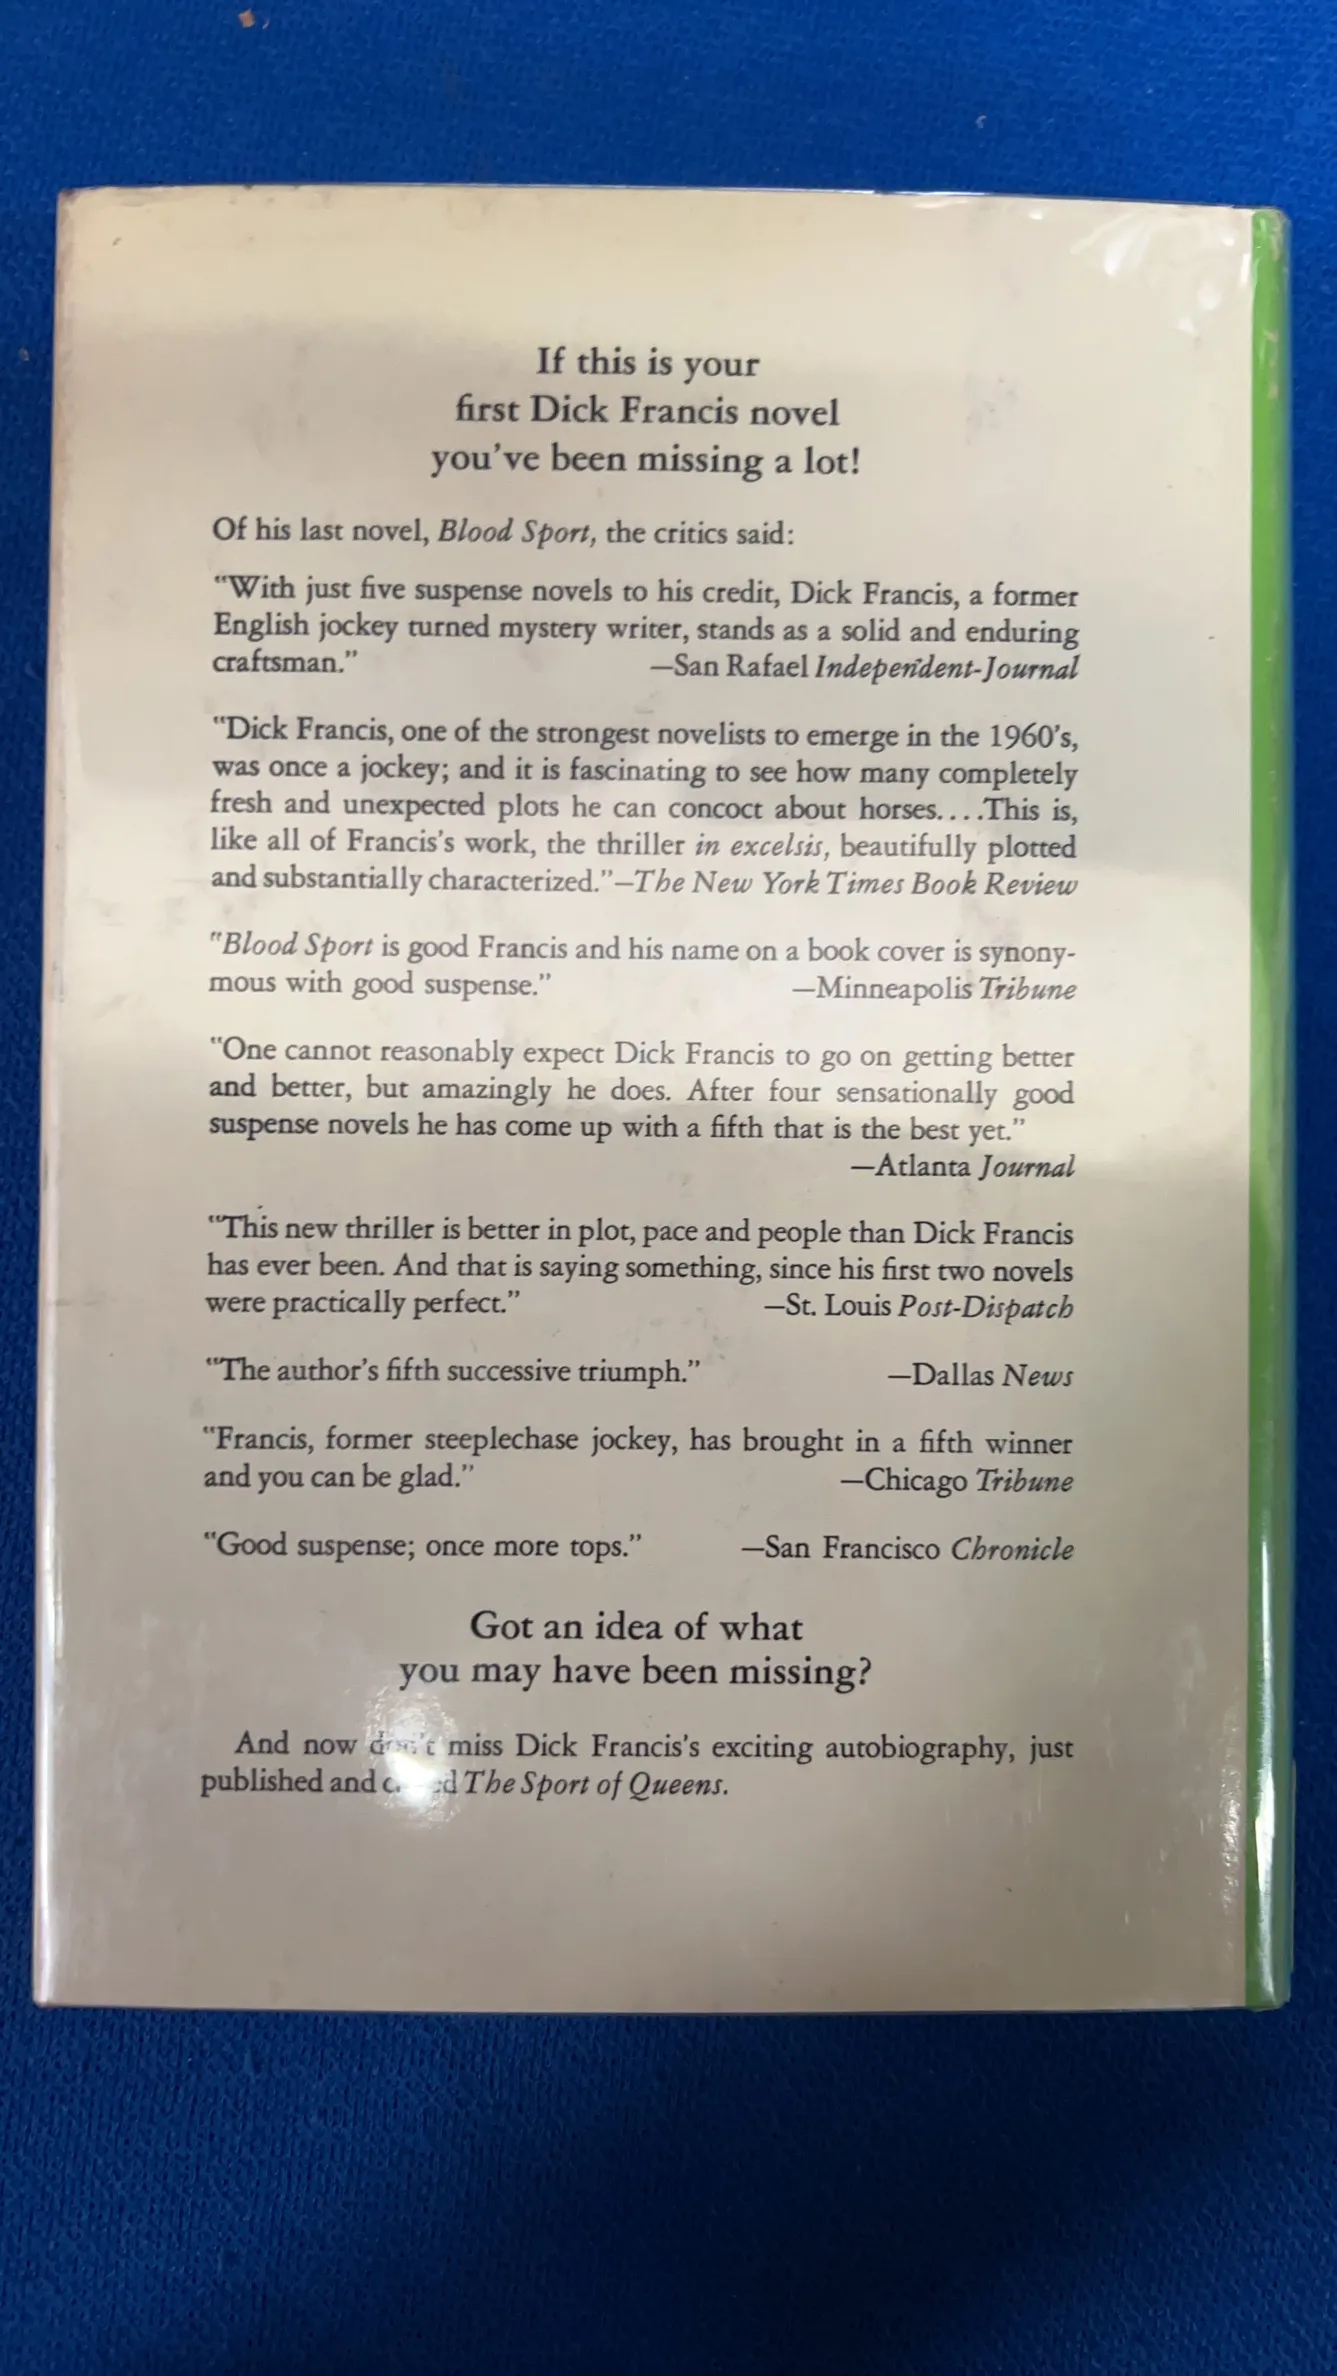 If this is your
first Dick Francis novel
you've been missing a lot!
Of his last novel, Blood Sport, the critics said:
"With just five suspense novels to his credit, Dick Francis, a former
English jockey turned mystery writer, stands as a solid and enduring
craftsman." —San Rafael Independent-Journal
"Dick Francis, one of the strongest novelists to emerge in the 1960's,
was once a jockey; and it is fascinating to see how many completely
fresh and unexpected plots he can concoct about horses....This is,
like all of Francis's work, the thriller in excelsis, beautifully plotted
and substantially characterized."—The New York Times Book Review
"Blood Sport is good Francis and his name on a book cover is synony-
mous with good suspense." —Minneapolis Tribune
"One cannot reasonably expect Dick Francis to go on getting better
and better, but amazingly he does. After four sensationally good
suspense novels he has come up with a fifth that is the best yet."
—Atlanta Journal
"This new thriller is better in plot, pace and people than Dick Francis
has ever been. And that is saying something, since his first two novels
were practically perfect." —St. Louis Post-Dispatch
"The author's fifth successive triumph." —Dallas News
"Francis, former steeplechase jockey, has brought in a fifth winner
and you can be glad." —Chicago Tribune
"Good suspense; once more tops." —San Francisco Chronicle
Got an idea of what
you may have been missing?
And now don't miss Dick Francis's exciting autobiography, just
published and The Sport of Queens.